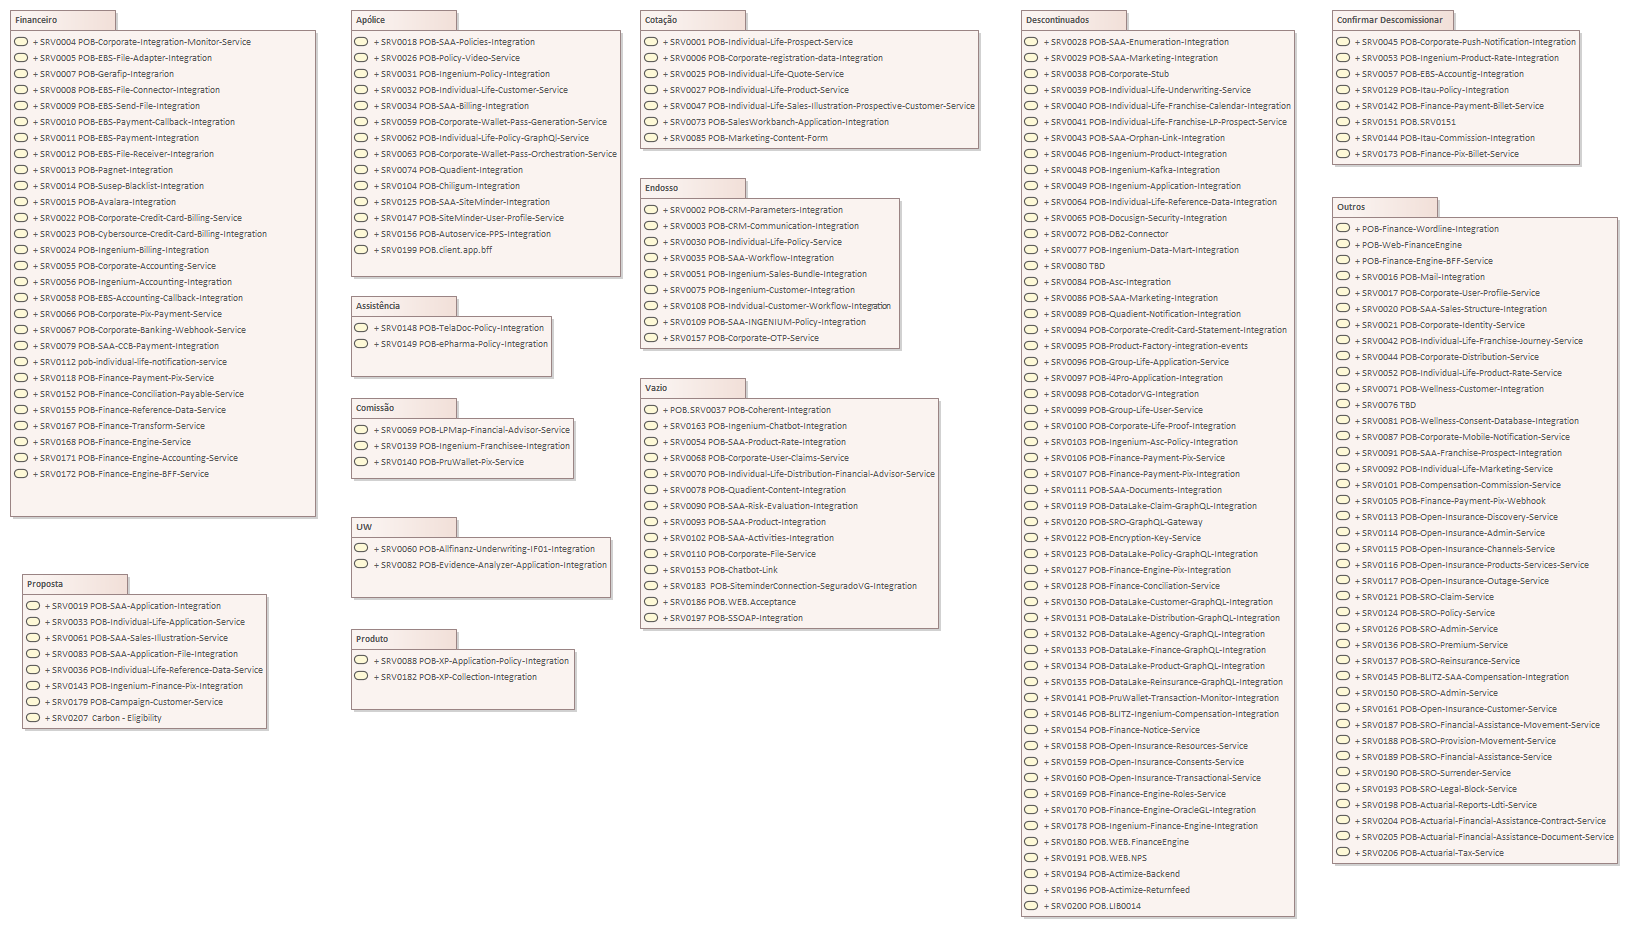 Financeiro
+ SRV0004 POB-Corporate-Integration-Monitor-Service
+ SRV0005 POB-EBS-File-Adapter-Integration
+ SRV0007 POB-Gerafip-Integrarion
+ SRV0008 POB-EBS-File-Connector-Integration
+ SRV0009 POB-EBS-Send-File-Integration
+ SRV0010 POB-EBS-Payment-Callback-Integration
+ SRV0011 POB-EBS-Payment-Integration
+ SRV0012 POB-EBS-File-Receiver-Integrarion
+ SRV0013 POB-Pagnet-Integration
+ SRV0014 POB-Susep-Blacklist-Integration
+ SRV0015 POB-Avalara-Integration
+ SRV0022 POB-Corporate-Credit-Card-Billing-Service
+ SRV0023 POB-Cybersource-Credit-Card-Billing-Integration
+ SRV0024 POB-Ingenium-Billing-Integration
+ SRV0055 POB-Corporate-Accounting-Service
+ SRV0056 POB-Ingenium-Accounting-Integration
+ SRV0058 POB-EBS-Accounting-Callback-Integration
+ SRV0066 POB-Corporate-Pix-Payment-Service
+ SRV0067 POB-Corporate-Banking-Webhook-Service
+ SRV0079 POB-SAA-CCB-Payment-Integration
+ SRV0112 pob-individual-life-notification-service
+ SRV0118 POB-Finance-Payment-Pix-Service
+ SRV0152 POB-Finance-Conciliation-Payable-Service
+ SRV0155 POB-Finance-Reference-Data-Service
+ SRV0167 POB-Finance-Transform-Service
+ SRV0168 POB-Finance-Engine-Service
+ SRV0171 POB-Finance-Engine-Accounting-Service
+ SRV0172 POB-Finance-Engine-BFF-Service
Proposta
+ SRV0019 POB-SAA-Application-Integration
+ SRV0033 POB-Individual-Life-Application-Service
+ SRV0061 POB-SAA-Sales-Illustration-Service
+ SRV0083 POB-SAA-Application-File-Integration
+ SRV0036 POB-Individual-Life-Reference-Data-Service
+ SRV0143 POB-Ingenium-Finance-Pix-Integration
+ SRV0179 POB-Campaign-Customer-Service
+ SRV0207  Carbon - Eligibility
Apólice
+ SRV0018 POB-SAA-Policies-Integration
+ SRV0026 POB-Policy-Video-Service
+ SRV0031 POB-Ingenium-Policy-Integration
+ SRV0032 POB-Individual-Life-Customer-Service
+ SRV0034 POB-SAA-Billing-Integration
+ SRV0059 POB-Corporate-Wallet-Pass-Generation-Service
+ SRV0062 POB-Individual-Life-Policy-GraphQl-Service
+ SRV0063 POB-Corporate-Wallet-Pass-Orchestration-Service
+ SRV0074 POB-Quadient-Integration
+ SRV0104 POB-Chiligum-Integration
+ SRV0125 POB-SAA-SiteMinder-Integration
+ SRV0147 POB-SiteMinder-User-Profile-Service
+ SRV0156 POB-Autoservice-PPS-Integration
+ SRV0199 POB.client.app.bff
Assistência
+ SRV0148 POB-TelaDoc-Policy-Integration
+ SRV0149 POB-ePharma-Policy-Integration
Comissão
+ SRV0069 POB-LPMap-Financial-Advisor-Service
+ SRV0139 POB-Ingenium-Franchisee-Integration
+ SRV0140 POB-PruWallet-Pix-Service
UW
+ SRV0060 POB-Allfinanz-Underwriting-IF01-Integration
+ SRV0082 POB-Evidence-Analyzer-Application-Integration
Produto
+ SRV0088 POB-XP-Application-Policy-Integration
+ SRV0182 POB-XP-Collection-Integration
Cotação
+ SRV0001 POB-Individual-Life-Prospect-Service
+ SRV0006 POB-Corporate-registration-data-Integration
+ SRV0025 POB-Individual-Life-Quote-Service
+ SRV0027 POB-Individual-Life-Product-Service
+ SRV0047 POB-Individual-Life-Sales-Illustration-Prospective-Customer-Service
+ SRV0073 POB-SalesWorkbanch-Application-Integration
+ SRV0085 POB-Marketing-Content-Form
Endosso
+ SRV0002 POB-CRM-Parameters-Integration
+ SRV0003 POB-CRM-Communication-Integration
+ SRV0030 POB-Individual-Life-Policy-Service
+ SRV0035 POB-SAA-Workflow-Integration
+ SRV0051 POB-Ingenium-Sales-Bundle-Integration
+ SRV0075 POB-Ingenium-Customer-Integration
+ SRV0108 POB-Indvidual-Customer-Workflow-Integration
+ SRV0109 POB-SAA-INGENIUM-Policy-Integration
+ SRV0157 POB-Corporate-OTP-Service
Vazio
+ POB.SRV0037 POB-Coherent-Integration
+ SRV0163 POB-Ingenium-Chatbot-Integration
+ SRV0054 POB-SAA-Product-Rate-Integration
+ SRV0068 POB-Corporate-User-Claims-Service
+ SRV0070 POB-Individual-Life-Distribution-Financial-Advisor-Service
+ SRV0078 POB-Quadient-Content-Integration
+ SRV0090 POB-SAA-Risk-Evaluation-Integration
+ SRV0093 POB-SAA-Product-Integration
+ SRV0102 POB-SAA-Activities-Integration
+ SRV0110 POB-Corporate-File-Service
+ SRV0153 POB-Chatbot-Link
+ SRV0183  POB-SiteminderConnection-SeguradoVG-Integration
+ SRV0186 POB.WEB.Acceptance
+ SRV0197 POB-SSOAP-Integration
Descontinuados
+ SRV0028 POB-SAA-Enumeration-Integration
+ SRV0029 POB-SAA-Marketing-Integration
+ SRV0038 POB-Corporate-Stub
+ SRV0039 POB-Individual-Life-Underwriting-Service
+ SRV0040 POB-Individual-Life-Franchise-Calendar-Integration
+ SRV0041 POB-Individual-Life-Franchise-LP-Prospect-Service
+ SRV0043 POB-SAA-Orphan-Link-Integration
+ SRV0046 POB-Ingenium-Product-Integration
+ SRV0048 POB-Ingenium-Kafka-Integration
+ SRV0049 POB-Ingenium-Application-Integration
+ SRV0064 POB-Individual-Life-Reference-Data-Integration
+ SRV0065 POB-Docusign-Security-Integration
+ SRV0072 POB-DB2-Connector
+ SRV0077 POB-Ingenium-Data-Mart-Integration
+ SRV0080 TBD
+ SRV0084 POB-Asc-Integration
+ SRV0086 POB-SAA-Marketing-Integration
+ SRV0089 POB-Quadient-Notification-Integration
+ SRV0094 POB-Corporate-Credit-Card-Statement-Integration
+ SRV0095 POB-Product-Factory-integration-events
+ SRV0096 POB-Group-Life-Application-Service
+ SRV0097 POB-i4Pro-Application-Integration
+ SRV0098 POB-CotadorVG-Integration
+ SRV0099 POB-Group-Life-User-Service
+ SRV0100 POB-Corporate-Life-Proof-Integration
+ SRV0103 POB-Ingenium-Asc-Policy-Integration
+ SRV0106 POB-Finance-Payment-Pix-Service
+ SRV0107 POB-Finance-Payment-Pix-Integration
+ SRV0111 POB-SAA-Documents-Integration
+ SRV0119 POB-DataLake-Claim-GraphQL-Integration
+ SRV0120 POB-SRO-GraphQL-Gateway
+ SRV0122 POB-Encryption-Key-Service
+ SRV0123 POB-DataLake-Policy-GraphQL-Integration
+ SRV0127 POB-Finance-Engine-Pix-Integration
+ SRV0128 POB-Finance-Conciliation-Service
+ SRV0130 POB-DataLake-Customer-GraphQL-Integration
+ SRV0131 POB-DataLake-Distribution-GraphQL-Integration
+ SRV0132 POB-DataLake-Agency-GraphQL-Integration
+ SRV0133 POB-DataLake-Finance-GraphQL-Integration
+ SRV0134 POB-DataLake-Product-GraphQL-Integration
+ SRV0135 POB-DataLake-Reinsurance-GraphQL-Integration
+ SRV0141 POB-PruWallet-Transaction-Monitor-Integration
+ SRV0146 POB-BLITZ-Ingenium-Compensation-Integration
+ SRV0154 POB-Finance-Notice-Service
+ SRV0158 POB-Open-Insurance-Resources-Service
+ SRV0159 POB-Open-Insurance-Consents-Service
+ SRV0160 POB-Open-Insurance-Transactional-Service
+ SRV0169 POB-Finance-Engine-Roles-Service
+ SRV0170 POB-Finance-Engine-OracleGL-Integration
+ SRV0178 POB-Ingenium-Finance-Engine-Integration
+ SRV0180 POB.WEB.FinanceEngine
+ SRV0191 POB.WEB.NPS
+ SRV0194 POB-Actimize-Backend
+ SRV0196 POB-Actimize-Returnfeed
+ SRV0200 POB.LIB0014
Confirmar Descomissionar
+ SRV0045 POB-Corporate-Push-Notification-Integration
+ SRV0053 POB-Ingenium-Product-Rate-Integration
+ SRV0057 POB-EBS-Accountig-Integration
+ SRV0129 POB-Itau-Policy-Integration
+ SRV0142 POB-Finance-Payment-Billet-Service
+ SRV0151 POB.SRV0151
+ SRV0144 POB-Itau-Commission-Integration
+ SRV0173 POB-Finance-Pix-Billet-Service
Outros
+ POB-Finance-Wordline-Integration
+ POB-Web-FinanceEngine
+ POB-Finance-Engine-BFF-Service
+ SRV0016 POB-Mail-Integration
+ SRV0017 POB-Corporate-User-Profile-Service
+ SRV0020 POB-SAA-Sales-Structure-Integration
+ SRV0021 POB-Corporate-Identity-Service
+ SRV0042 POB-Individual-Life-Franchise-Journey-Service
+ SRV0044 POB-Corporate-Distribution-Service
+ SRV0052 POB-Individual-Life-Product-Rate-Service
+ SRV0071 POB-Wellness-Customer-Integration
+ SRV0076 TBD
+ SRV0081 POB-Wellness-Consent-Database-Integration
+ SRV0087 POB-Corporate-Mobile-Notification-Service
+ SRV0091 POB-SAA-Franchise-Prospect-Integration
+ SRV0092 POB-Individual-Life-Marketing-Service
+ SRV0101 POB-Compensation-Commission-Service
+ SRV0105 POB-Finance-Payment-Pix-Webhook
+ SRV0113 POB-Open-Insurance-Discovery-Service
+ SRV0114 POB-Open-Insurance-Admin-Service
+ SRV0115 POB-Open-Insurance-Channels-Service
+ SRV0116 POB-Open-Insurance-Products-Services-Service
+ SRV0117 POB-Open-Insurance-Outage-Service
+ SRV0121 POB-SRO-Claim-Service
+ SRV0124 POB-SRO-Policy-Service
+ SRV0126 POB-SRO-Admin-Service
+ SRV0136 POB-SRO-Premium-Service
+ SRV0137 POB-SRO-Reinsurance-Service
+ SRV0145 POB-BLITZ-SAA-Compensation-Integration
+ SRV0150 POB-SRO-Admin-Service
+ SRV0161 POB-Open-Insurance-Customer-Service
+ SRV0187 POB-SRO-Financial-Assistance-Movement-Service
+ SRV0188 POB-SRO-Provision-Movement-Service
+ SRV0189 POB-SRO-Financial-Assistance-Service
+ SRV0190 POB-SRO-Surrender-Service
+ SRV0193 POB-SRO-Legal-Block-Service
+ SRV0198 POB-Actuarial-Reports-Ldti-Service
+ SRV0204 POB-Actuarial-Financial-Assistance-Contract-Service
+ SRV0205 POB-Actuarial-Financial-Assistance-Document-Service
+ SRV0206 POB-Actuarial-Tax-Service